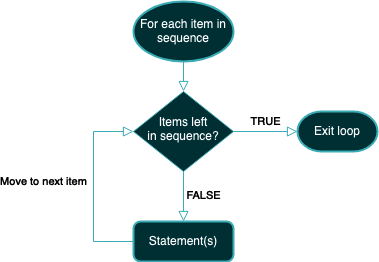 For each item in
sequence
Items left
in sequence?
TRUE
Exit loop
Move to next item
FALSE
Statement(s)